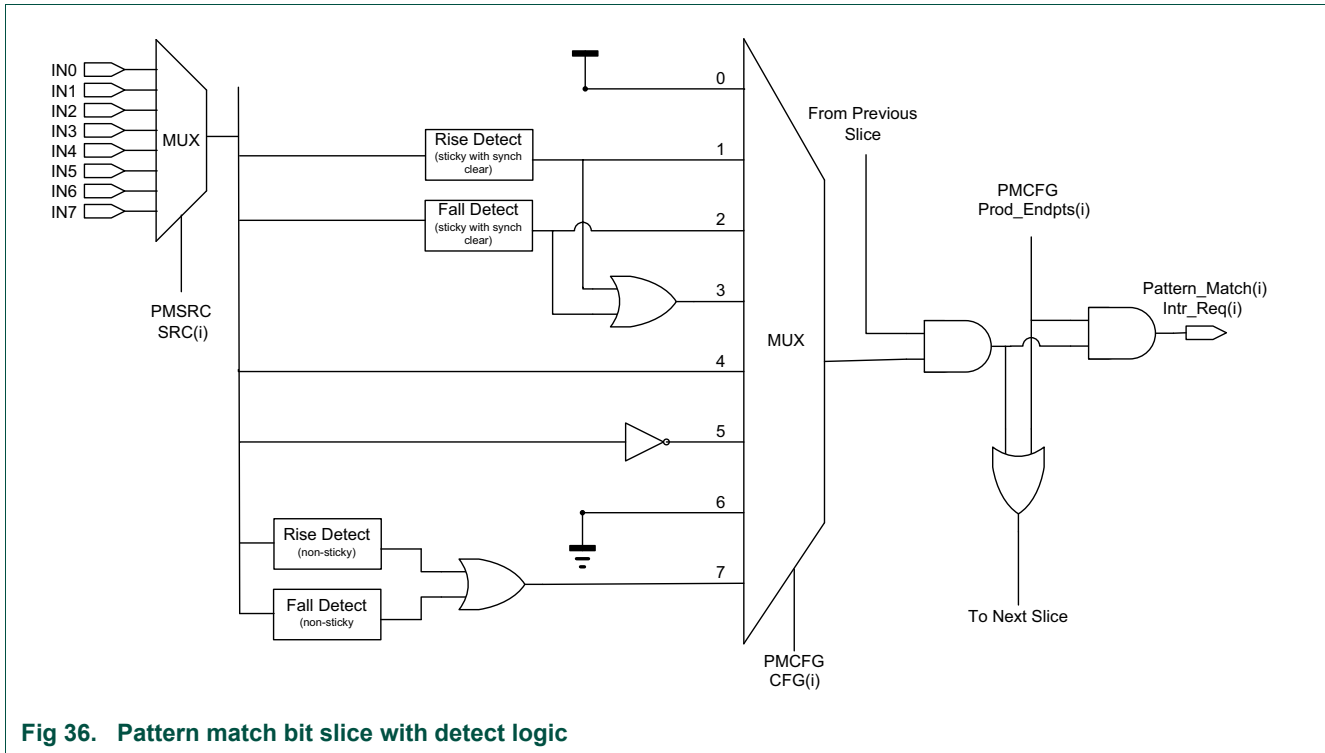 IN0
IN1
IN2
IN3
IN4
IN5
IN6
IN7
MUX
PMSRC
SRC(i)
Rise Detect
(sticky with synch
clear)
Fall Detect
(sticky with synch
clear)
Rise Detect
(non-sticky)
Fall Detect
(non-sticky
0
1
2
3
4
5
6
7
MUX
PMCFG
CFG(i)
From Previous
Slice
PMCFG
Prod_Endpts(i)
Pattern_Match(i)
Intr_Req(i)
To Next Slice
Fig 36. Pattern match bit slice with detect logic